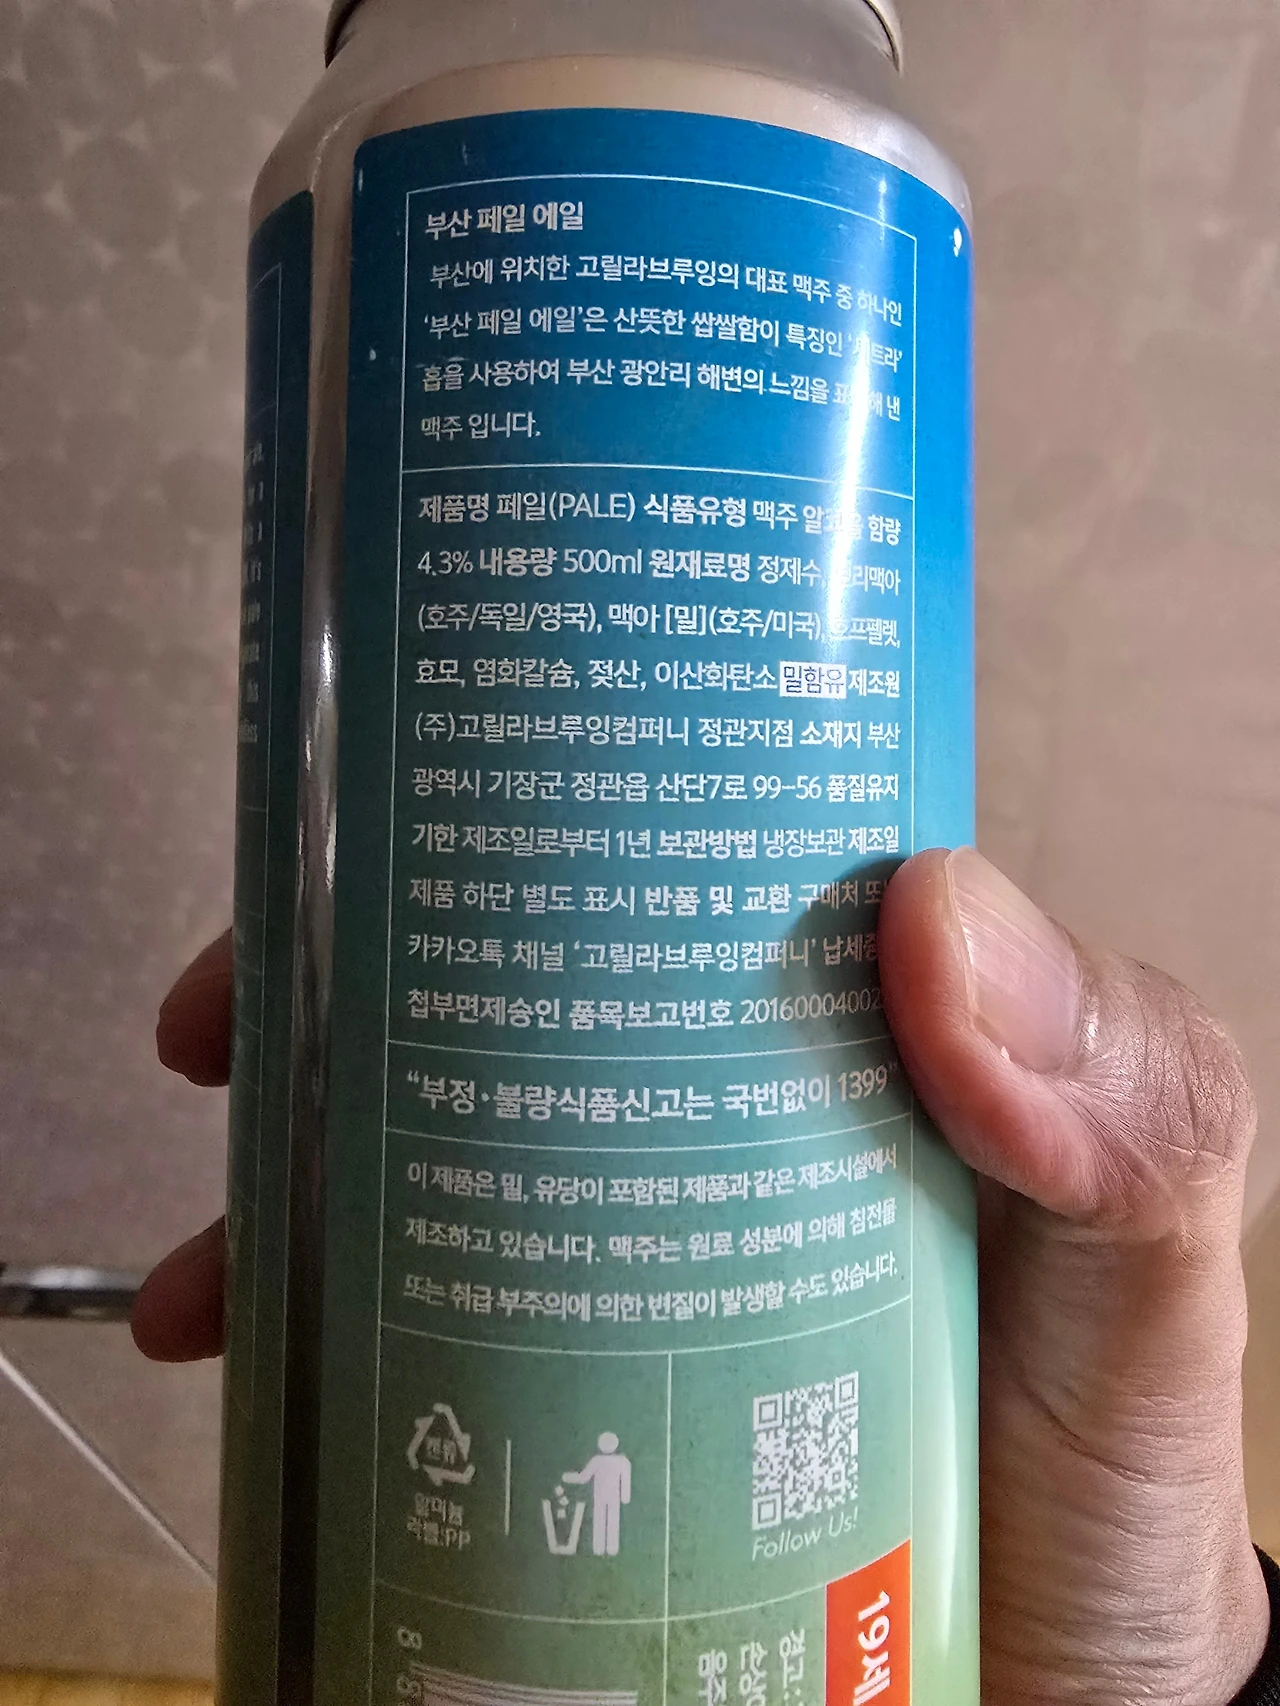 부산 페일 에일
부산에 위치한 고릴라브루잉의 대표 맥주 중 하나인
'부산 페일 에일'은 산뜻한 쌉쌀함이 특징인
홉을 사용하여 부산 광안리 해변의 느낌을 낸
맥주 입니다.
제품명 페일(PALE) 식품유형 맥주 함량
4.3% 내용량 500ml 원재료명 정제수,
(호주/독일/영국), 맥아 [밀](호주/미국),
효모, 염화칼슘, 젖산, 이산화탄소 밀함유 제조원
(주)고릴라브루잉컴퍼니 정관지점 소재지 부산
광역시 기장군 정관읍 산단7로 99-56 품질유지
기한 제조일로부터 1년 보관방법 냉장보관 제조일
제품 하단 별도 표시 반품 및 교환 구매처
카카오톡 채널 '고릴라브루잉컴퍼니'
첩부면제승인 품목보고번호
"부정·불량식품신고는 국번없이 1399"
이 제품은 밀, 유당이 포함된 제품과 같은 제조시설에서
제조하고 있습니다. 맥주는 원료 성분에 의해 침전물
또는 취급 부주의에 의한 변질이 발생할 수도 있습니다.
캔류
알미늄
라벨:PP
Follow Us!
19세
경고:
음주